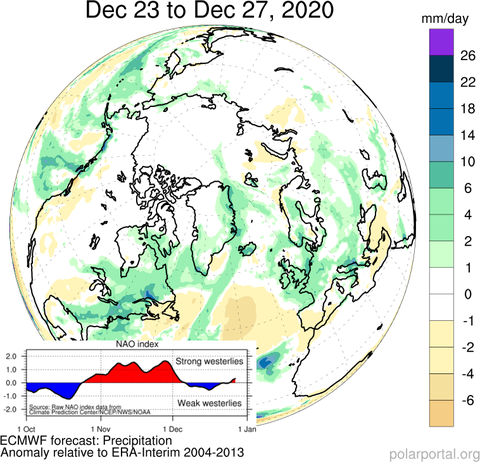 Dec 23 to Dec 27, 2020
mm/day
26
22
18
14
10
6
4
2
1
0
-1
-2
-4
-6
NAO index
2.0
1.0
0.0
-1.0
-2.0
Strong westerlies
Weak westerlies
Source: Raw NAO index data from
Climate Prediction Center/NCEP/NWS/NOAA
1 Oct
1 Nov
1 Dec
1 Jan
ECMWF forecast: Precipitation
Anomaly relative to ERA-Interim 2004-2013
polarportal.org